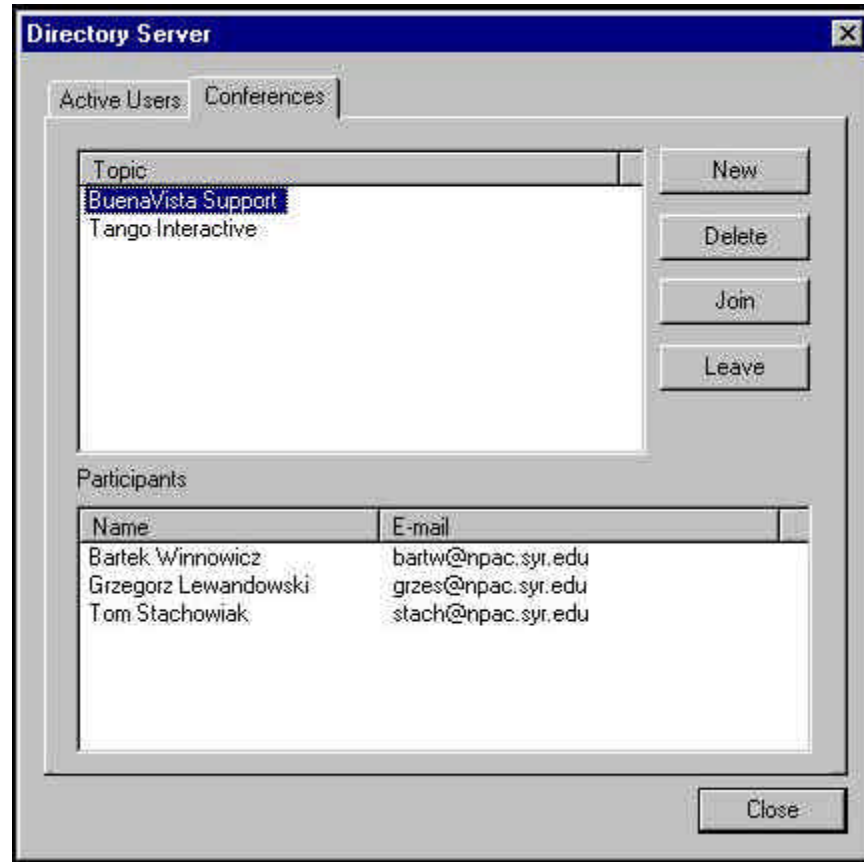 Directory Server
Active Users Conferences
Topic
BuenaVista Support
Tango Interactive
New
Delete
Join
Leave
Participants
Name E-mail
Bartek Winnowicz bartw@npac.syr.edu
Grzegorz Lewandowski grzes@npac.syr.edu
Tom Stachowiak stach@npac.syr.edu
Close